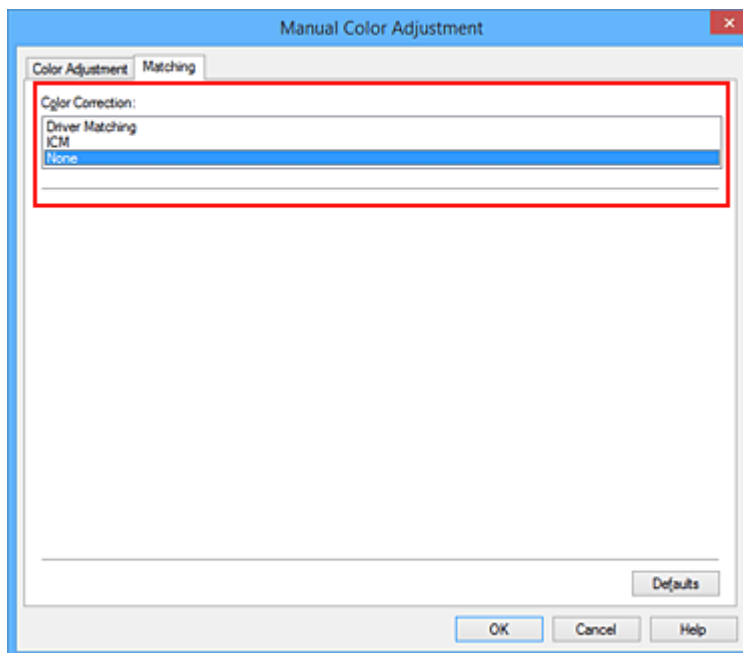 Manual Color Adjustment
Color Adjustment Matching
Color Correction:
Driver Matching
ICM
None
Defaults
OK Cancel Help